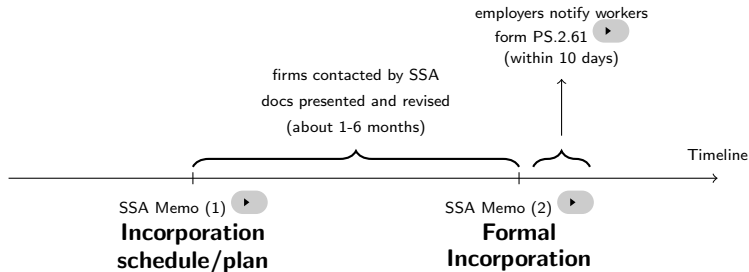 employers notify workers
form PS.2.61
(within 10 days)
firms contacted by SSA
docs presented and revised
(about 1-6 months)
Timeline
SSA Memo (1)
Incorporation
schedule/plan
SSA Memo (2)
Formal
Incorporation